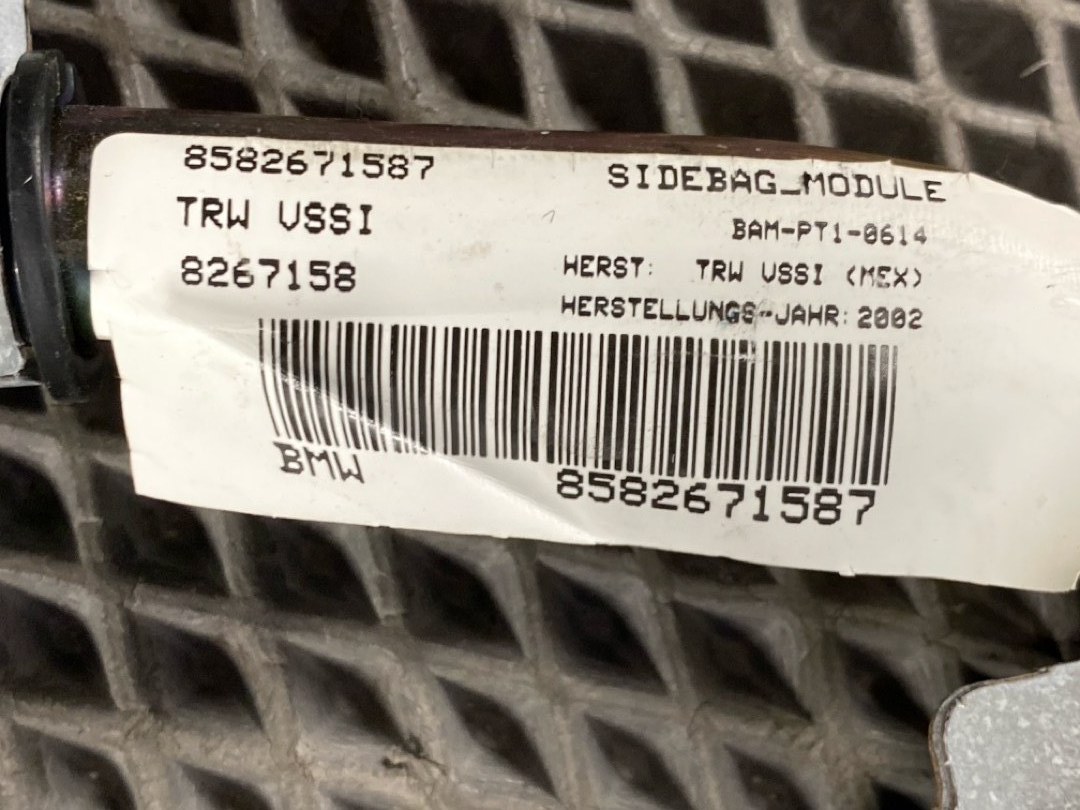 8582671587
SIDEBAG_MODULE
TRW VSSI
BAM-PT1-0614
8267158
HERST: TRW VSSI (MEX)
HERSTELLUNGS-JAHR: 2002
BMW
8582671587